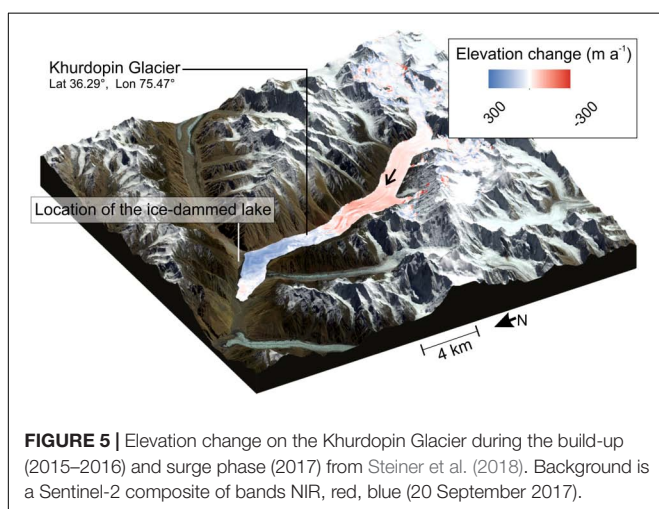 Khurdopin Glacier
Lat 36.29°, Lon 75.47°
Elevation change (m a⁻¹)
300
-300
Location of the ice-dammed lake
N
4 km
FIGURE 5 | Elevation change on the Khurdopin Glacier during the build-up
(2015–2016) and surge phase (2017) from Steiner et al. (2018). Background is
a Sentinel-2 composite of bands NIR, red, blue (20 September 2017).